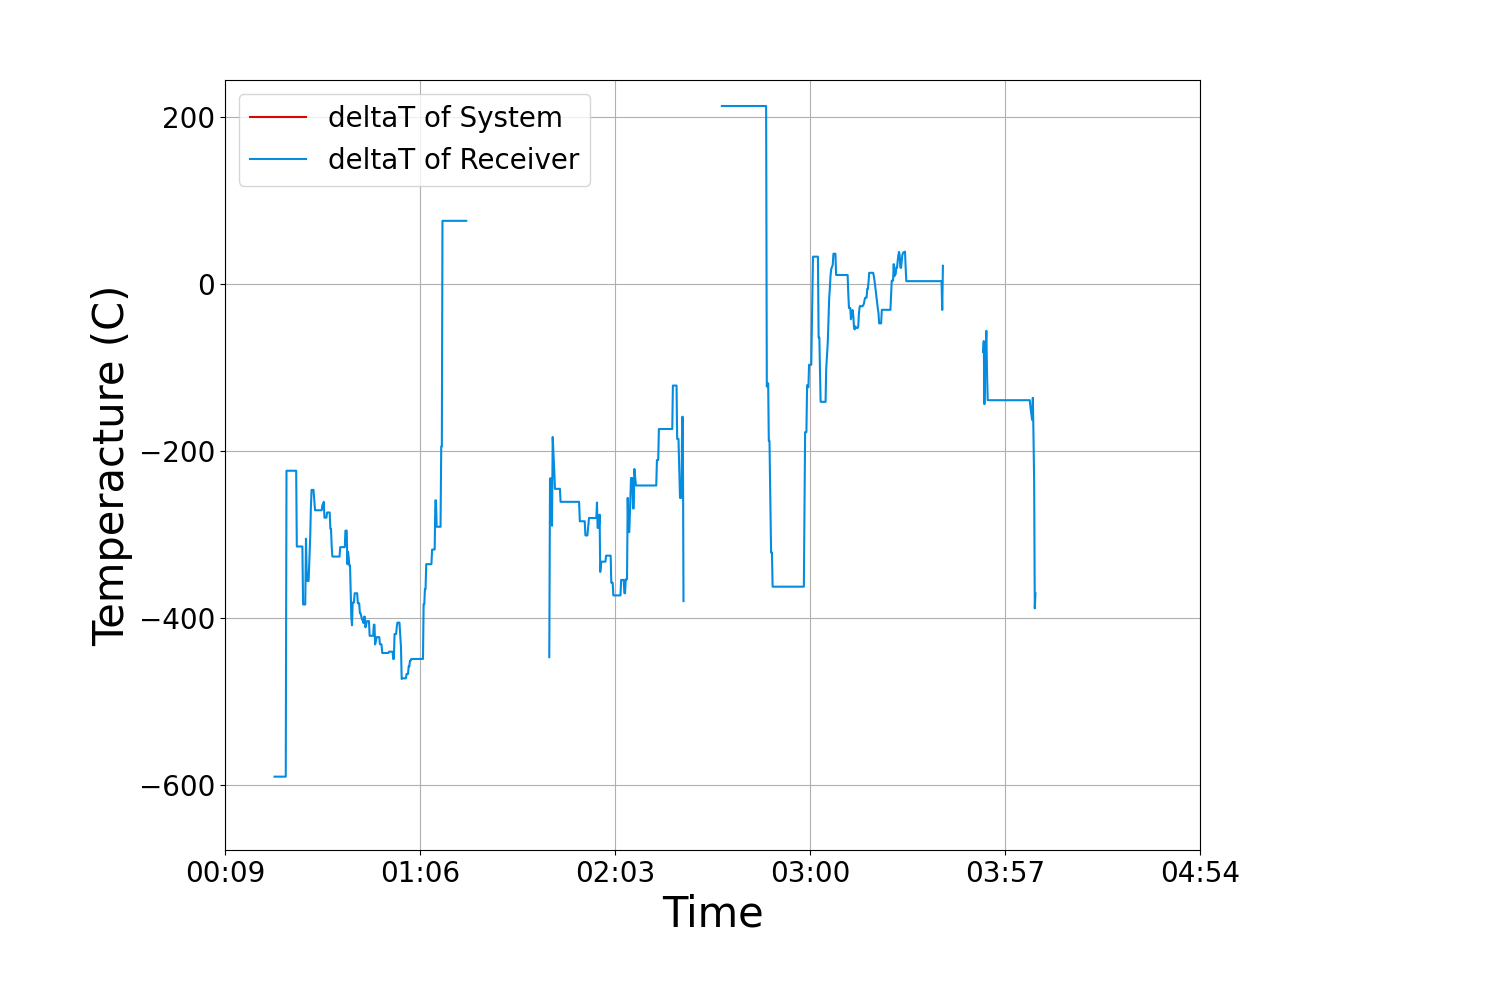 deltaT of System
deltaT of Receiver
200
0
−200
−400
−600
Temperacture (C)
00:09 01:06 02:03 03:00 03:57 04:54
Time